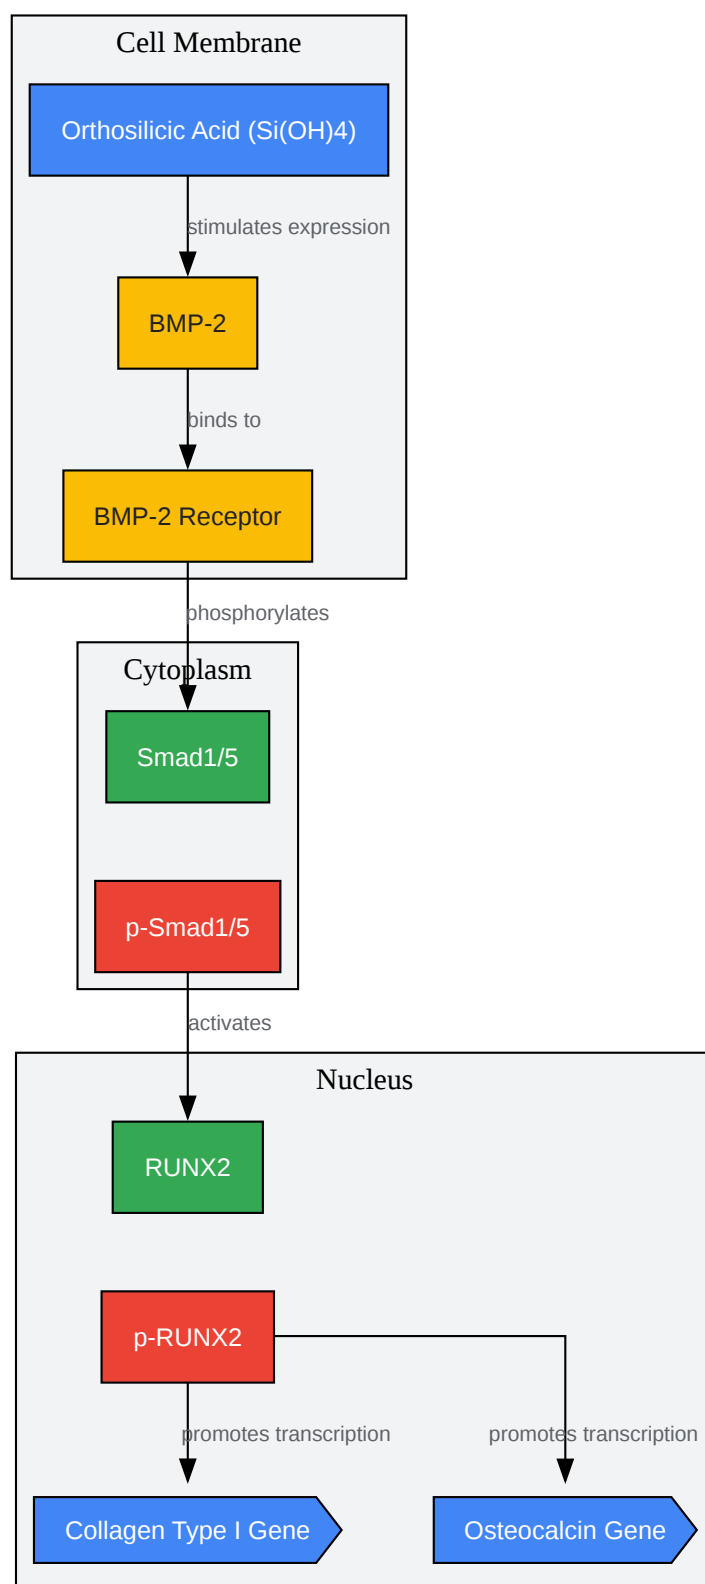 Cell Membrane
Orthosilicic Acid (Si(OH)4)
stimulates expression
BMP-2
binds to
BMP-2 Receptor
phosphorylates
Cytoplasm
Smad1/5
p-Smad1/5
activates
Nucleus
RUNX2
p-RUNX2
promotes transcription
promotes transcription
Collagen Type I Gene
Osteocalcin Gene